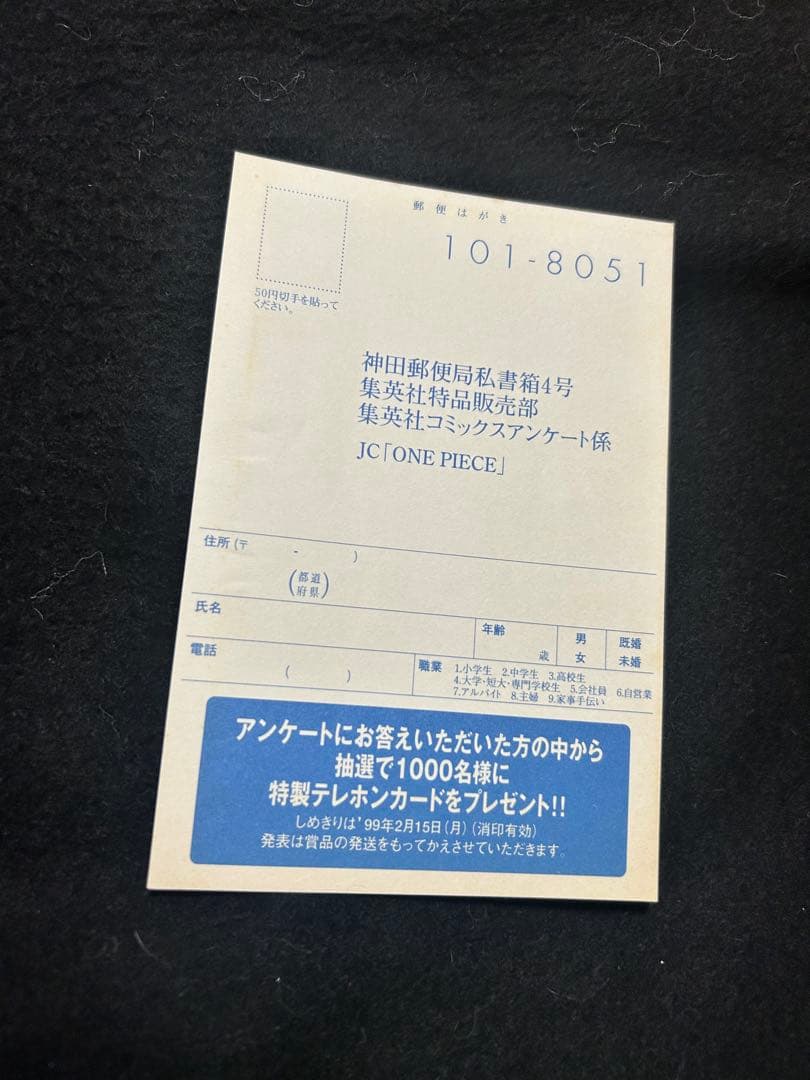 郵便はがき
101-8051
50円切手を貼って
ください。
神田郵便局私書箱4号
集英社特品販売部
集英社コミックスアンケート係
JC「ONE PIECE」
住所(〒 - )
(都道府県)
氏名
年齢 歳
男 女
既婚 未婚
電話 ( )
職業 1.小学生 2.中学生 3.高校生
4.大学・短大・専門学校生 5.会社員 6.自営業
7.アルバイト 8.主婦 9.家事手伝い
アンケートにお答えいただいた方の中から
抽選で1000名様に
特製テレホンカードをプレゼント!!
しめきりは'99年2月15日(月)(消印有効)
発表は賞品の発送をもってかえさせていただきます。